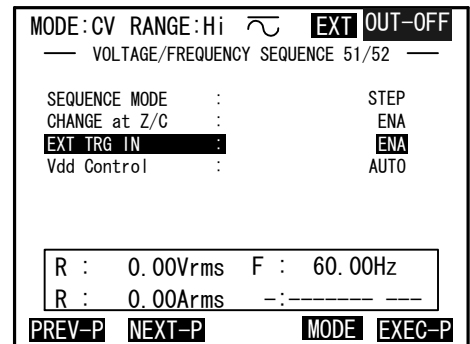 MODE:CV RANGE:Hi EXT OUT-OFF
VOLTAGE/FREQUENCY SEQUENCE 51/52
SEQUENCE MODE : STEP
CHANGE at Z/C : ENA
EXT TRG IN : ENA
Vdd Control : AUTO
R : 0.00Vrms F : 60.00Hz
R : 0.00Arms -:------- ---
PREV-P NEXT-P MODE EXEC-P